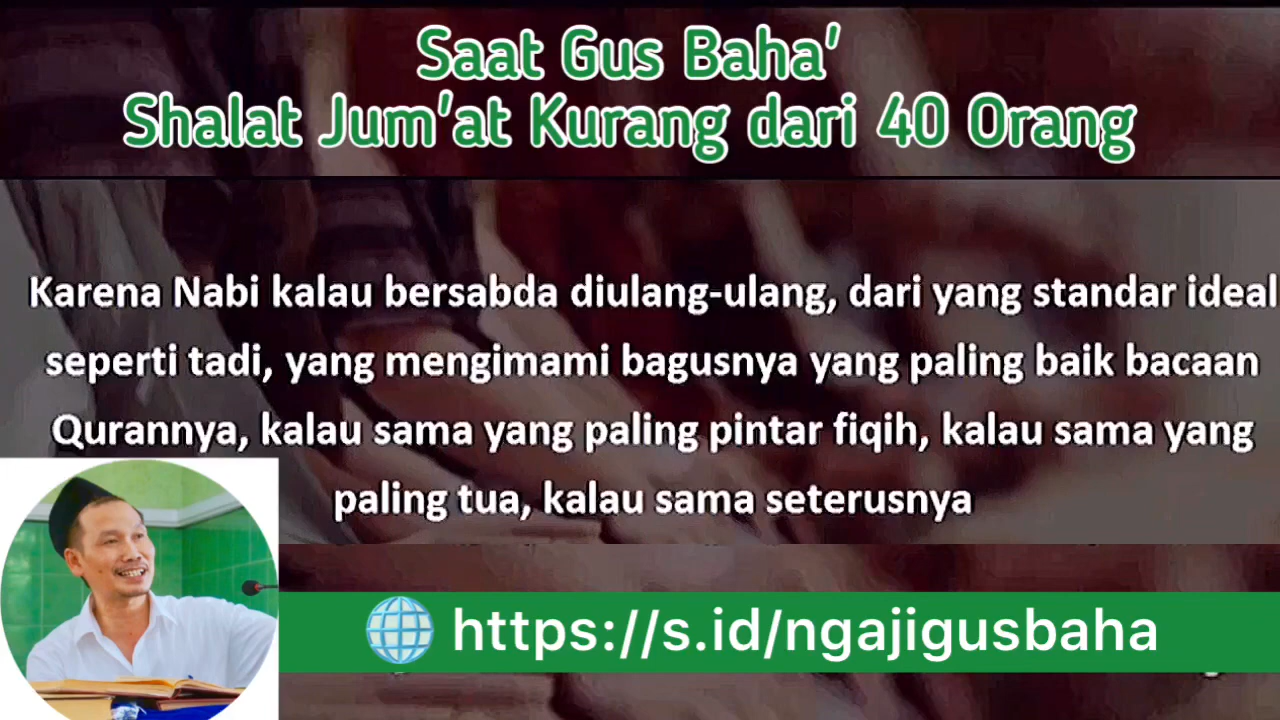 Saat Gus Baha'
Shalat Jum'at Kurang dari 40 Orang
Karena Nabi kalau bersabda diulang-ulang, dari yang standar ideal
seperti tadi, yang mengimami bagusnya yang paling baik bacaan
Qurannya, kalau sama yang paling pintar fiqih, kalau sama yang
paling tua, kalau sama seterusnya
https://s.id/ngajigusbaha